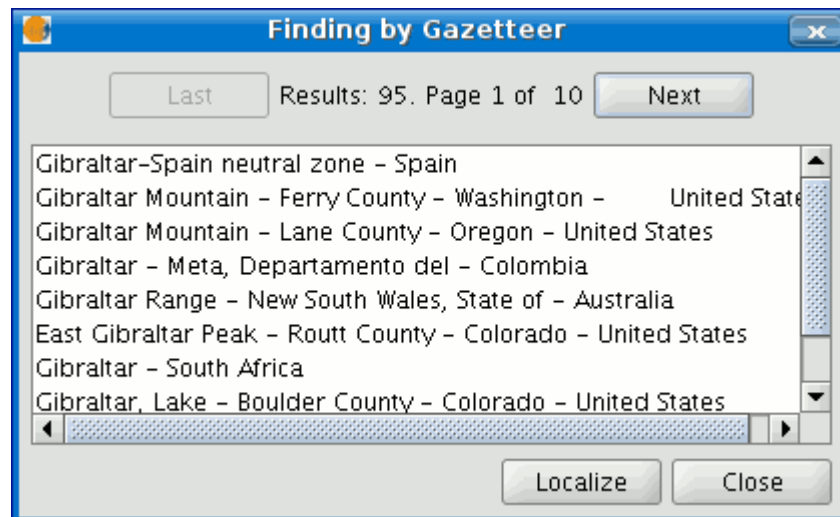 Finding by Gazetteer
Last Results: 95. Page 1 of 10 Next
Gibraltar-Spain neutral zone - Spain
Gibraltar Mountain - Ferry County - Washington - United State
Gibraltar Mountain - Lane County - Oregon - United States
Gibraltar - Meta, Departamento del - Colombia
Gibraltar Range - New South Wales, State of - Australia
East Gibraltar Peak - Routt County - Colorado - United States
Gibraltar - South Africa
Gibraltar, Lake - Boulder County - Colorado - United States
Localize Close